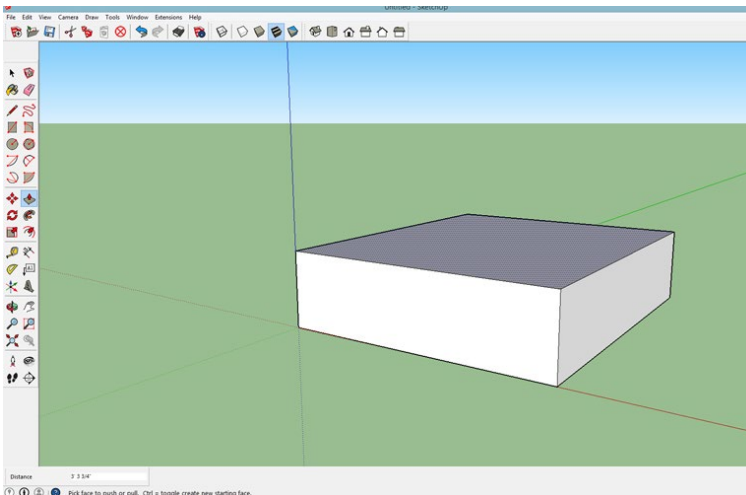 Untitled - SketchUp
File Edit View Camera Draw Tools Window Extensions Help
Distance 3' 3 3/4"
Pick face to push or pull. Ctrl = toggle create new starting face.